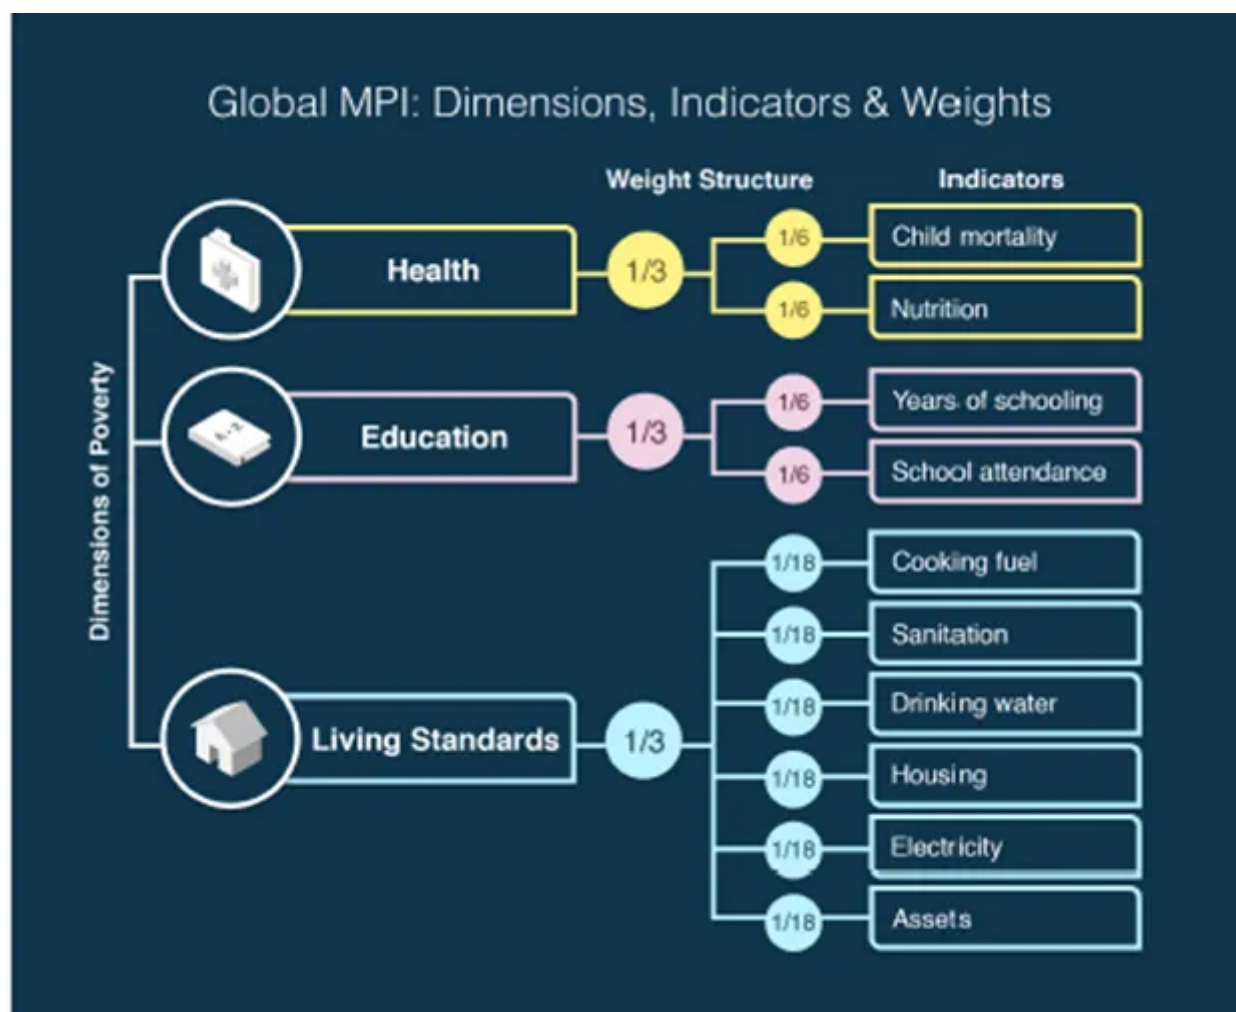 Global MPI: Dimensions, Indicators & Weights
Weight Structure
Indicators
Dimensions of Poverty
Health
1/3
1/6
Child mortality
1/6
Nutrition
Education
1/3
1/6
Years of schooling
1/6
School attendance
Living Standards
1/3
1/18
Cooking fuel
1/18
Sanitation
1/18
Drinking water
1/18
Housing
1/18
Electricity
1/18
Assets